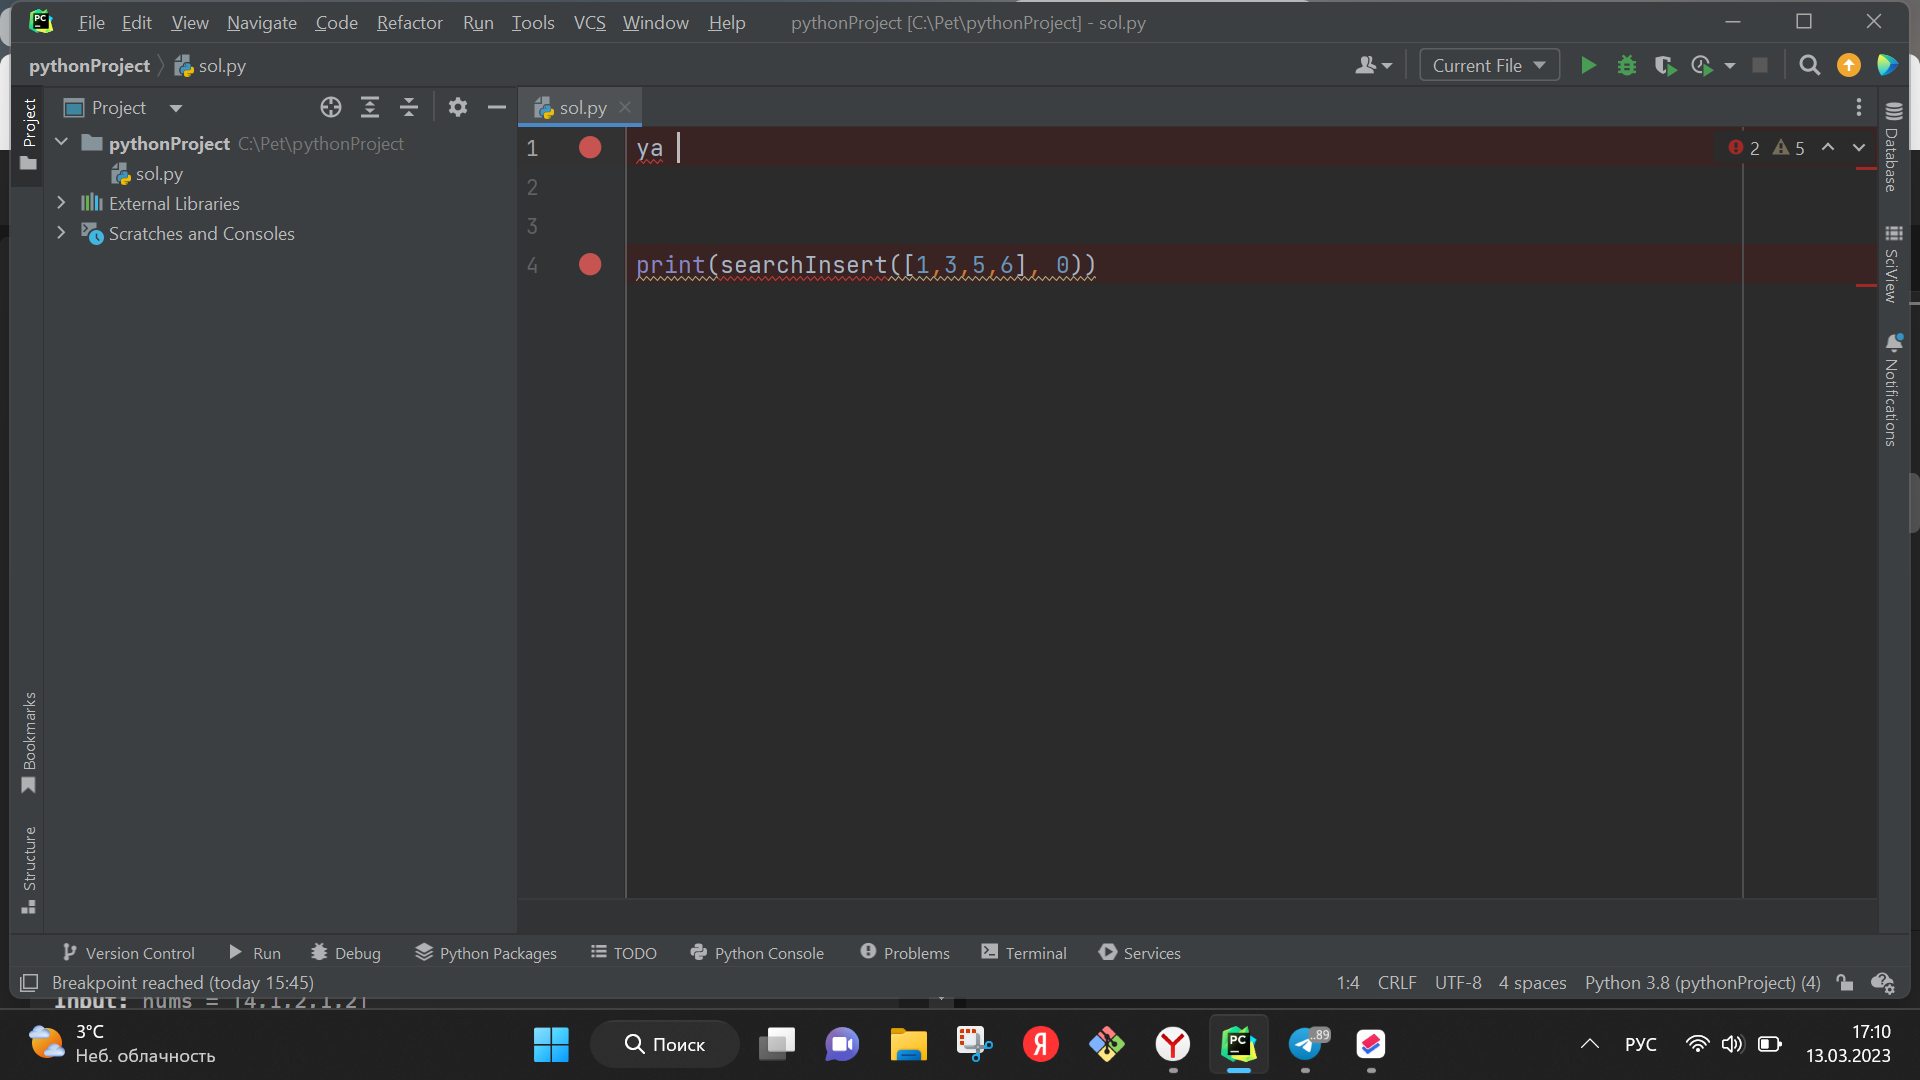 PC File Edit View Navigate Code Refactor Run Tools VCS Window Help pythonProject [C:\Pet\pythonProject] - sol.py
pythonProject sol.py Current File
Project Project sol.py
pythonProject C:\Pet\pythonProject
sol.py
External Libraries
Scratches and Consoles
1 ya
2
3
4 print(searchInsert([1,3,5,6], 0))
2 5
Database
SciView
Notifications
Bookmarks
Structure
Version Control Run Debug Python Packages TODO Python Console Problems Terminal Services
Breakpoint reached (today 15:45) 1:4 CRLF UTF-8 4 spaces Python 3.8 (pythonProject) (4)
Input: nums = [4,1,2,1,2]
3°C
Неб. облачность
Поиск
Я
Y
PC
..89
РУС
17:10
13.03.2023